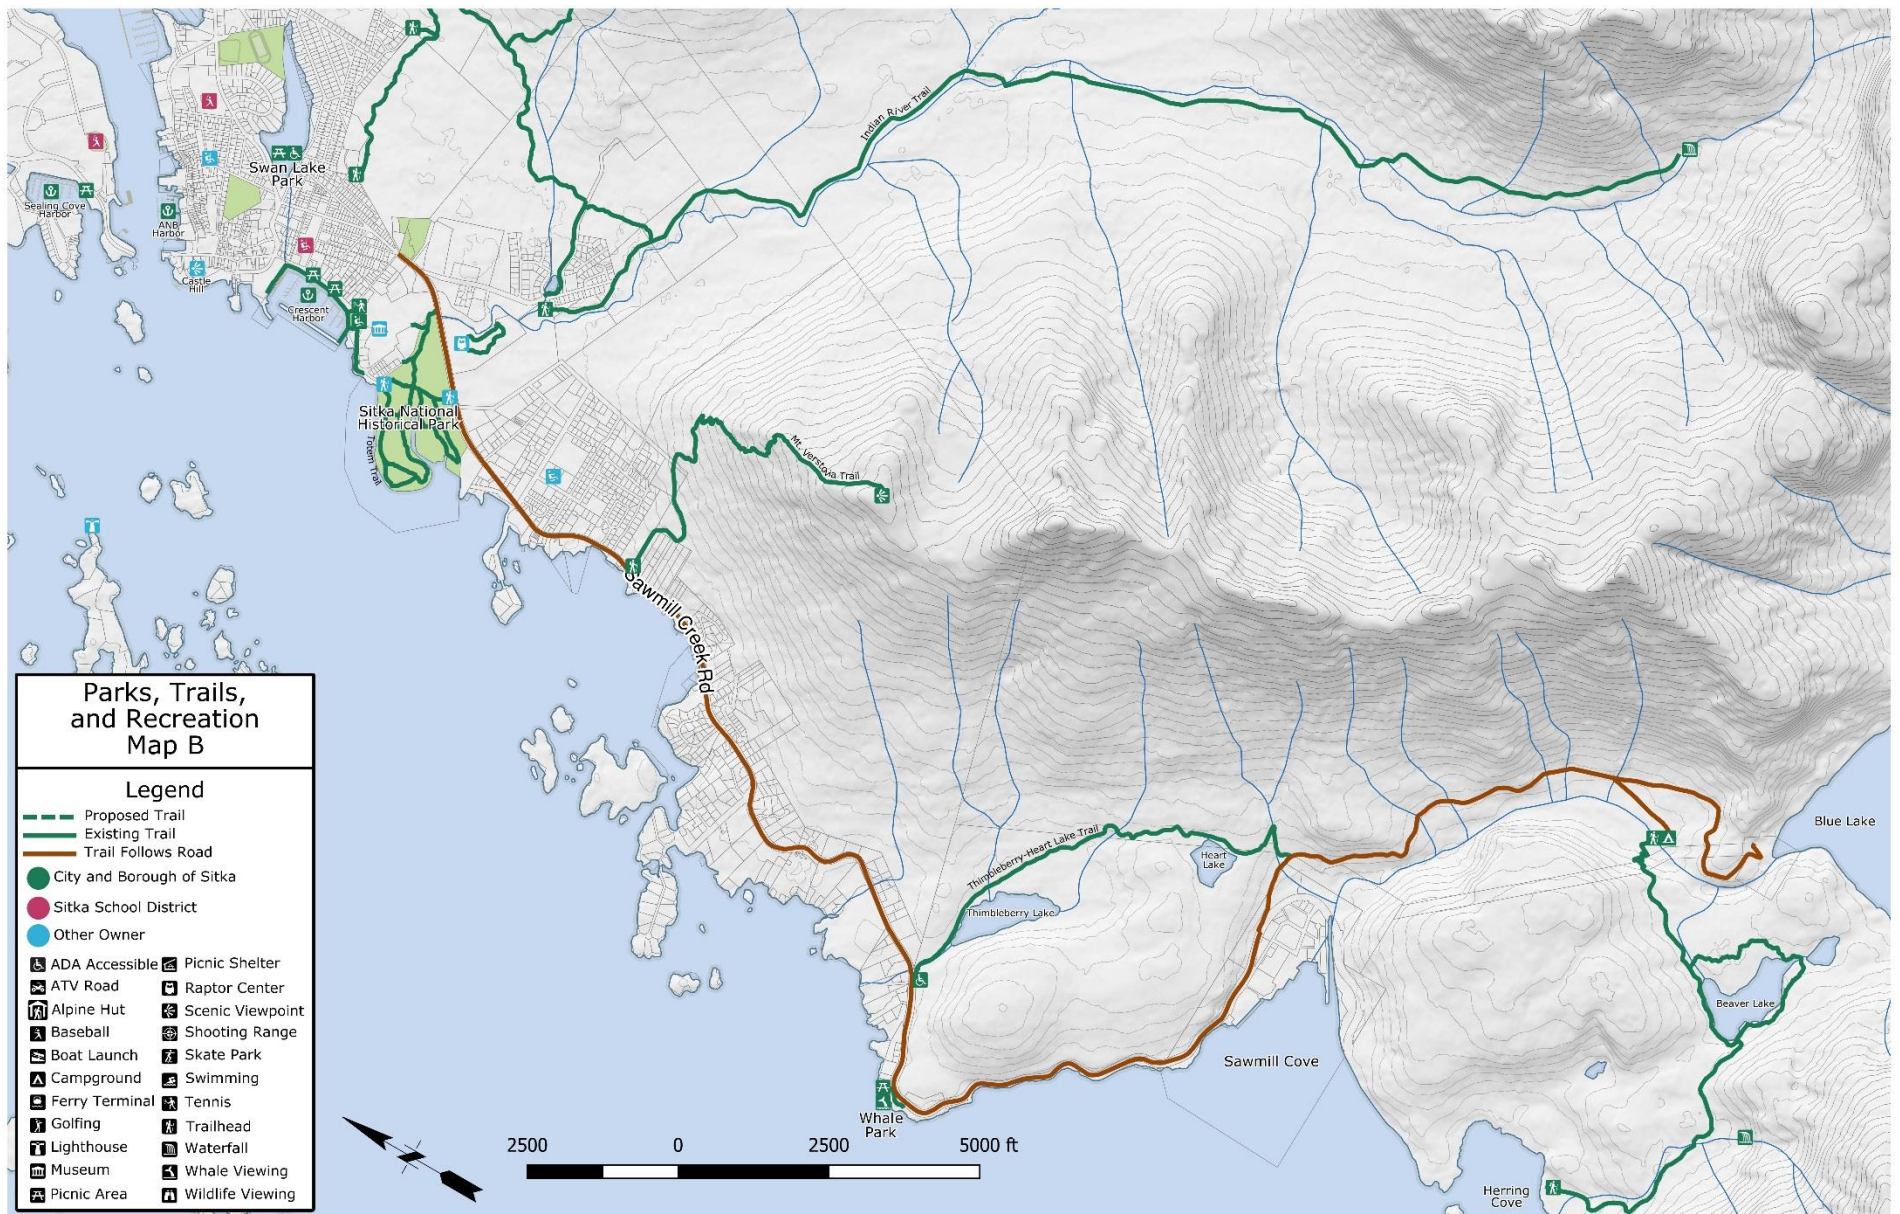 Parks, Trails,
and Recreation
Map B
Legend
Proposed Trail
Existing Trail
Trail Follows Road
City and Borough of Sitka
Sitka School District
Other Owner
ADA Accessible
ATV Road
Alpine Hut
Baseball
Boat Launch
Campground
Ferry Terminal
Golfing
Lighthouse
Museum
Picnic Area
Picnic Shelter
Raptor Center
Scenic Viewpoint
Shooting Range
Skate Park
Swimming
Tennis
Trailhead
Waterfall
Whale Viewing
Wildlife Viewing
Swan Lake
Park
Sealing Cove
Harbor
ANB
Harbor
Castle
Hill
Crescent
Harbor
Sitka National
Historical Park
Totem Trail
Indian River Trail
Mt. Verstovia Trail
Sawmill Creek Rd
Thimbleberry-Heart Lake Trail
Heart
Lake
Thimbleberry Lake
Blue Lake
Beaver Lake
Sawmill Cove
Whale
Park
Herring
Cove
2500 0 2500 5000 ft